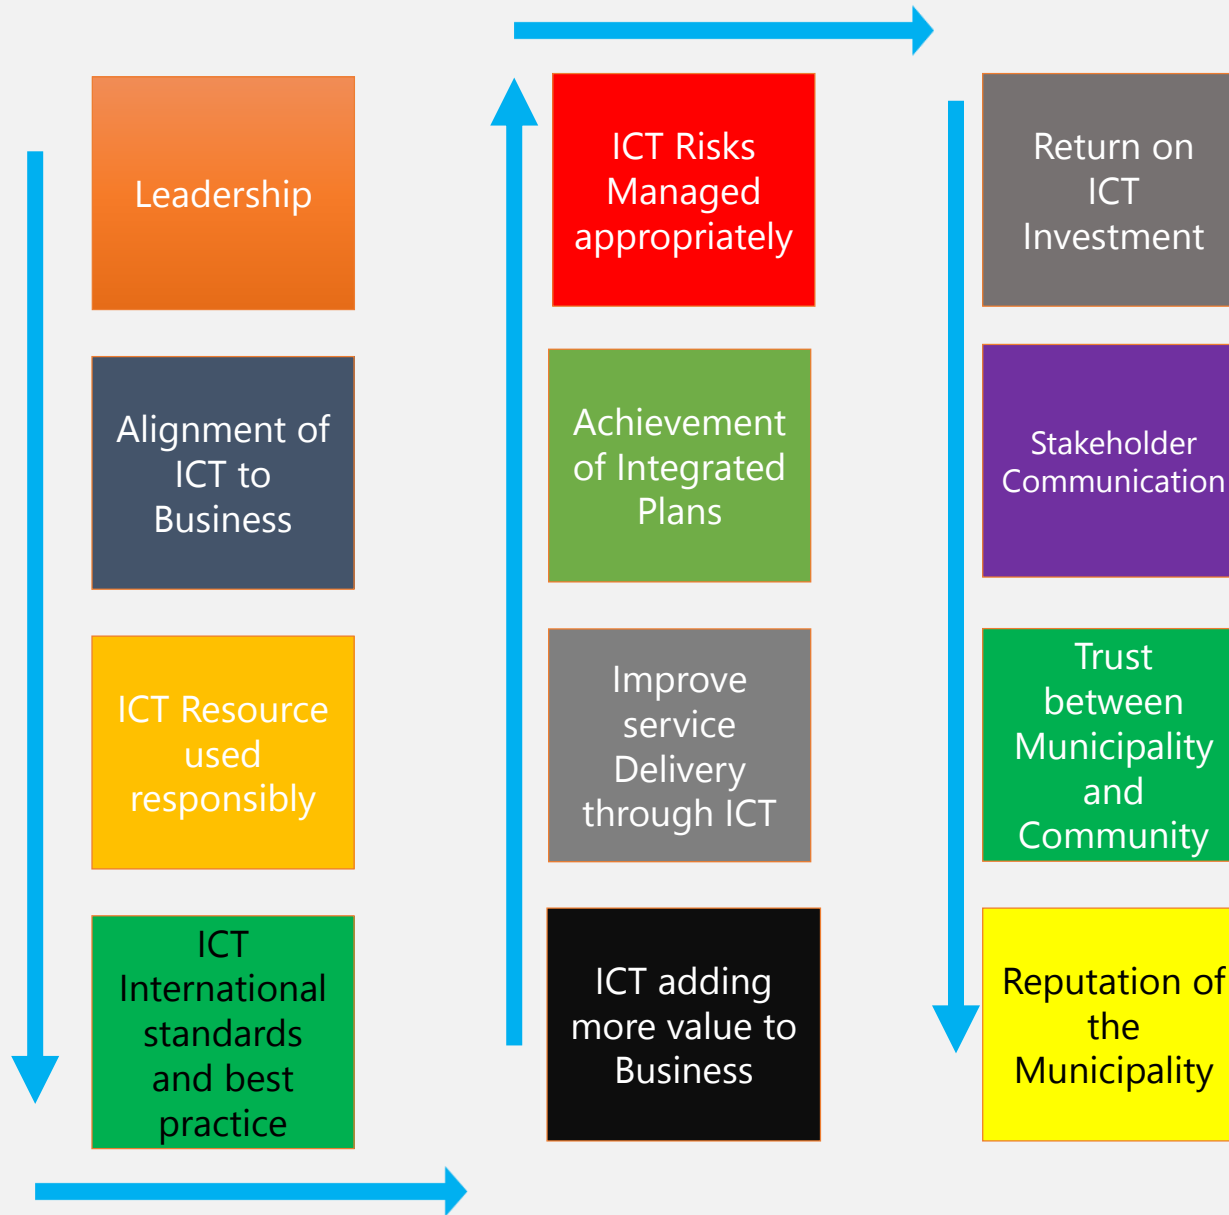 Leadership
Alignment of
ICT to
Business
ICT Resource
used
responsibly
ICT
International
standards
and best
practice
ICT adding
more value to
Business
Improve
service
Delivery
through ICT
Achievement
of Integrated
Plans
ICT Risks
Managed
appropriately
Return on
ICT
Investment
Stakeholder
Communication
Trust
between
Municipality
and
Community
Reputation of
the
Municipality